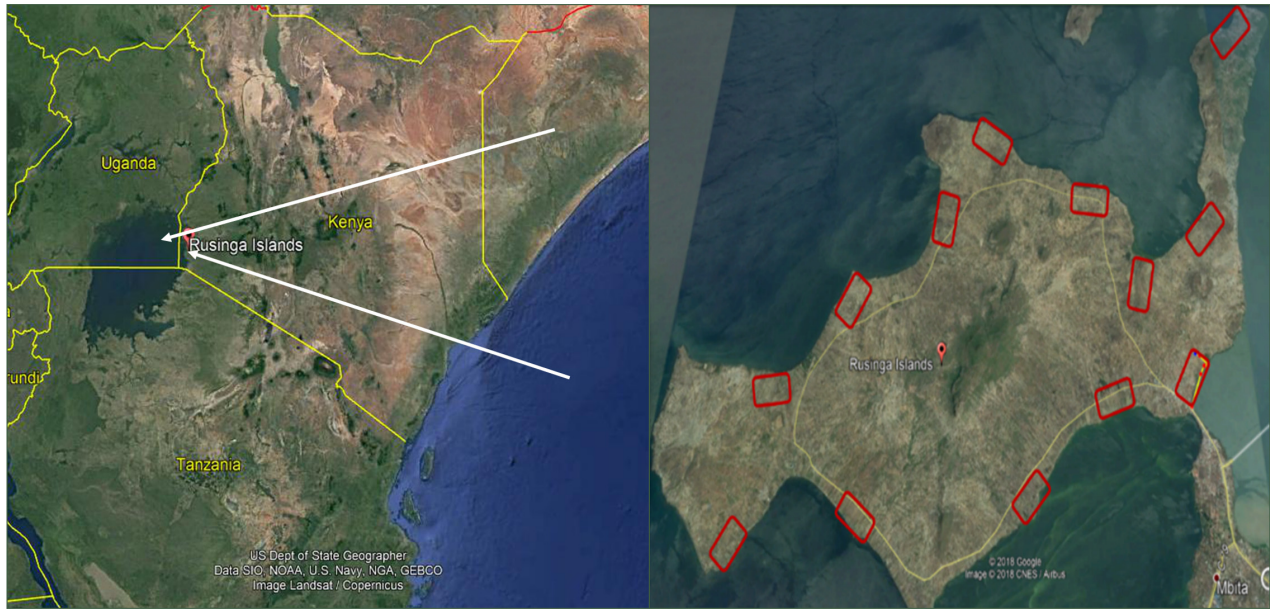 Uganda
Kenya
Rusinga Islands
a
rundi
Tanzania
US Dept of State Geographer
Data SIO, NOAA, U.S. Navy, NGA, GEBCO
Image Landsat / Copernicus
Rusinga Islands
© 2018 Google
Image © 2018 CNES / Airbus
Mbita